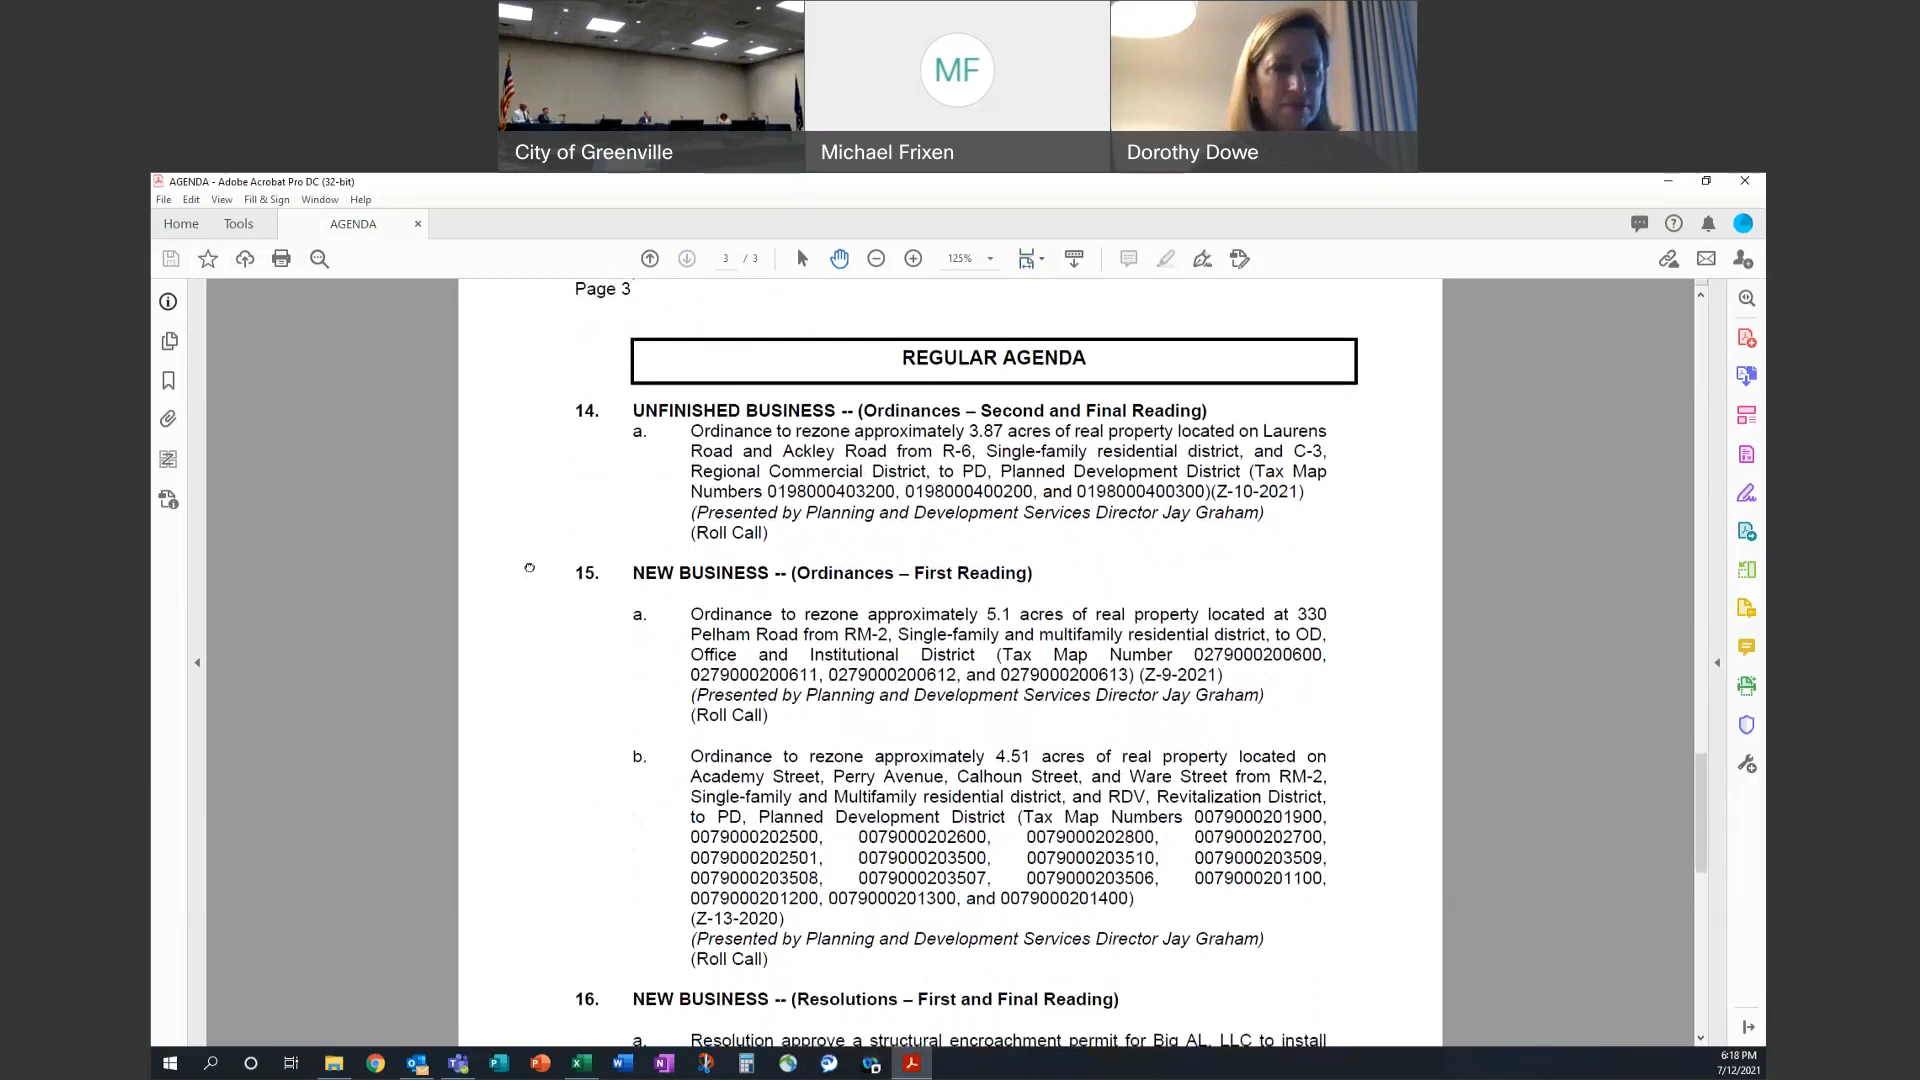 MF
City of Greenville
Michael Frixen
Dorothy Dowe
AGENDA - Adobe Acrobat Pro DC (32-bit)
File Edit View Fill & Sign Window Help
Home Tools AGENDA
3 / 3 125%
Page 3
REGULAR AGENDA
14. UNFINISHED BUSINESS -- (Ordinances – Second and Final Reading)
a. Ordinance to rezone approximately 3.87 acres of real property located on Laurens
Road and Ackley Road from R-6, Single-family residential district, and C-3,
Regional Commercial District, to PD, Planned Development District (Tax Map
Numbers 0198000403200, 0198000400200, and 0198000400300)(Z-10-2021)
(Presented by Planning and Development Services Director Jay Graham)
(Roll Call)
15. NEW BUSINESS -- (Ordinances – First Reading)
a. Ordinance to rezone approximately 5.1 acres of real property located at 330
Pelham Road from RM-2, Single-family and multifamily residential district, to OD,
Office and Institutional District (Tax Map Number 0279000200600,
0279000200611, 0279000200612, and 0279000200613) (Z-9-2021)
(Presented by Planning and Development Services Director Jay Graham)
(Roll Call)
b. Ordinance to rezone approximately 4.51 acres of real property located on
Academy Street, Perry Avenue, Calhoun Street, and Ware Street from RM-2,
Single-family and Multifamily residential district, and RDV, Revitalization District,
to PD, Planned Development District (Tax Map Numbers 0079000201900,
0079000202500, 0079000202600, 0079000202800, 0079000202700,
0079000202501, 0079000203500, 0079000203510, 0079000203509,
0079000203508, 0079000203507, 0079000203506, 0079000201100,
0079000201200, 0079000201300, and 0079000201400)
(Z-13-2020)
(Presented by Planning and Development Services Director Jay Graham)
(Roll Call)
16. NEW BUSINESS -- (Resolutions – First and Final Reading)
a. Resolution approve a structural encroachment permit for Big AL, LLC to install
6:18 PM
7/12/2021